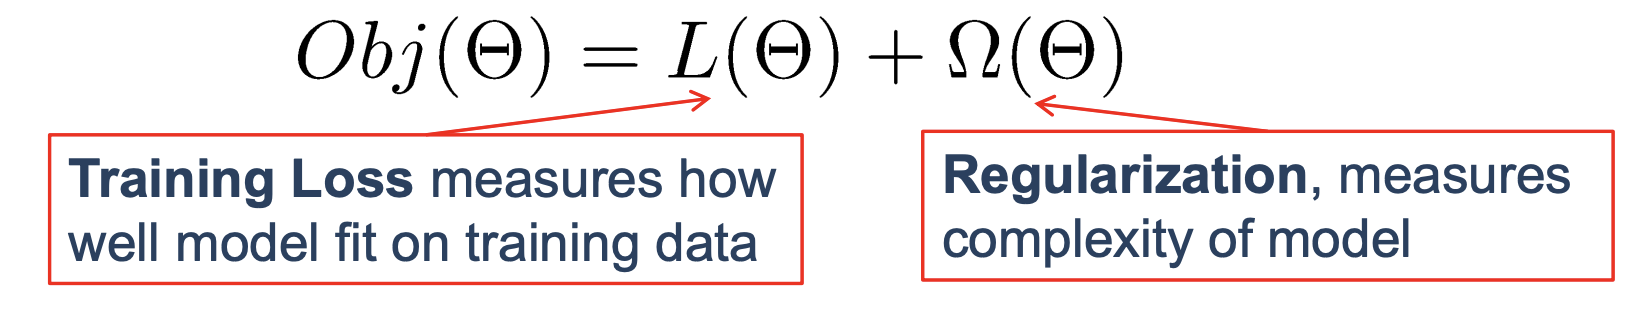 Obj(Θ) = L(Θ) + Ω(Θ)
Training Loss measures how
well model fit on training data
Regularization, measures
complexity of model